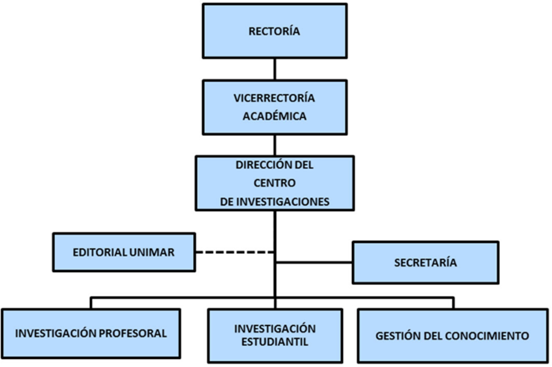 RECTORÍA
VICERRECTORÍA
ACADÉMICA
DIRECCIÓN DEL
CENTRO
DE INVESTIGACIONES
EDITORIAL UNIMAR
SECRETARÍA
INVESTIGACIÓN PROFESORAL
INVESTIGACIÓN
ESTUDIANTIL
GESTIÓN DEL CONOCIMIENTO